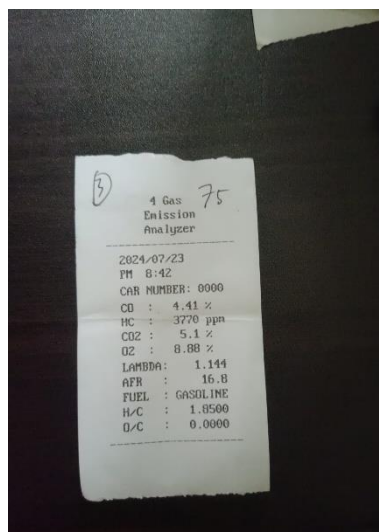 3
75
4 Gas
Emission
Analyzer
2024/07/23
PM 8:42
CAR NUMBER: 0000
CO : 4.41 %
HC : 3770 ppm
CO2 : 5.1 %
O2 : 8.88 %
LAMBDA: 1.144
AFR : 16.8
FUEL : GASOLINE
H/C : 1.8500
O/C : 0.0000